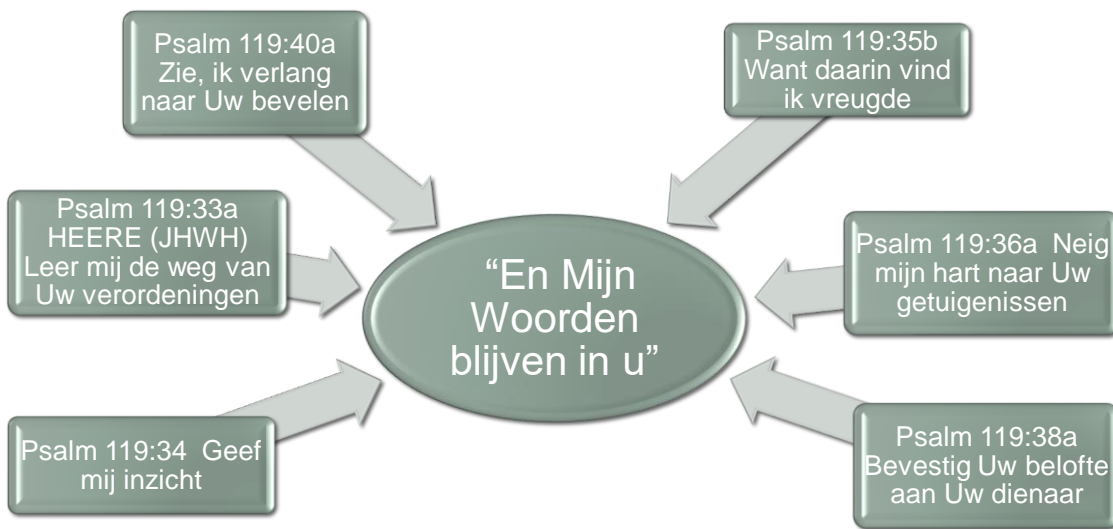 Psalm 119:40a
Zie, ik verlang
naar Uw bevelen
Psalm 119:35b
Want daarin vind
ik vreugde
Psalm 119:33a
HEERE (JHWH)
Leer mij de weg van
Uw verordeningen
“En Mijn
Woorden
blijven in u”
Psalm 119:36a Neig
mijn hart naar Uw
getuigenissen
Psalm 119:34 Geef
mij inzicht
Psalm 119:38a
Bevestig Uw belofte
aan Uw dienaar